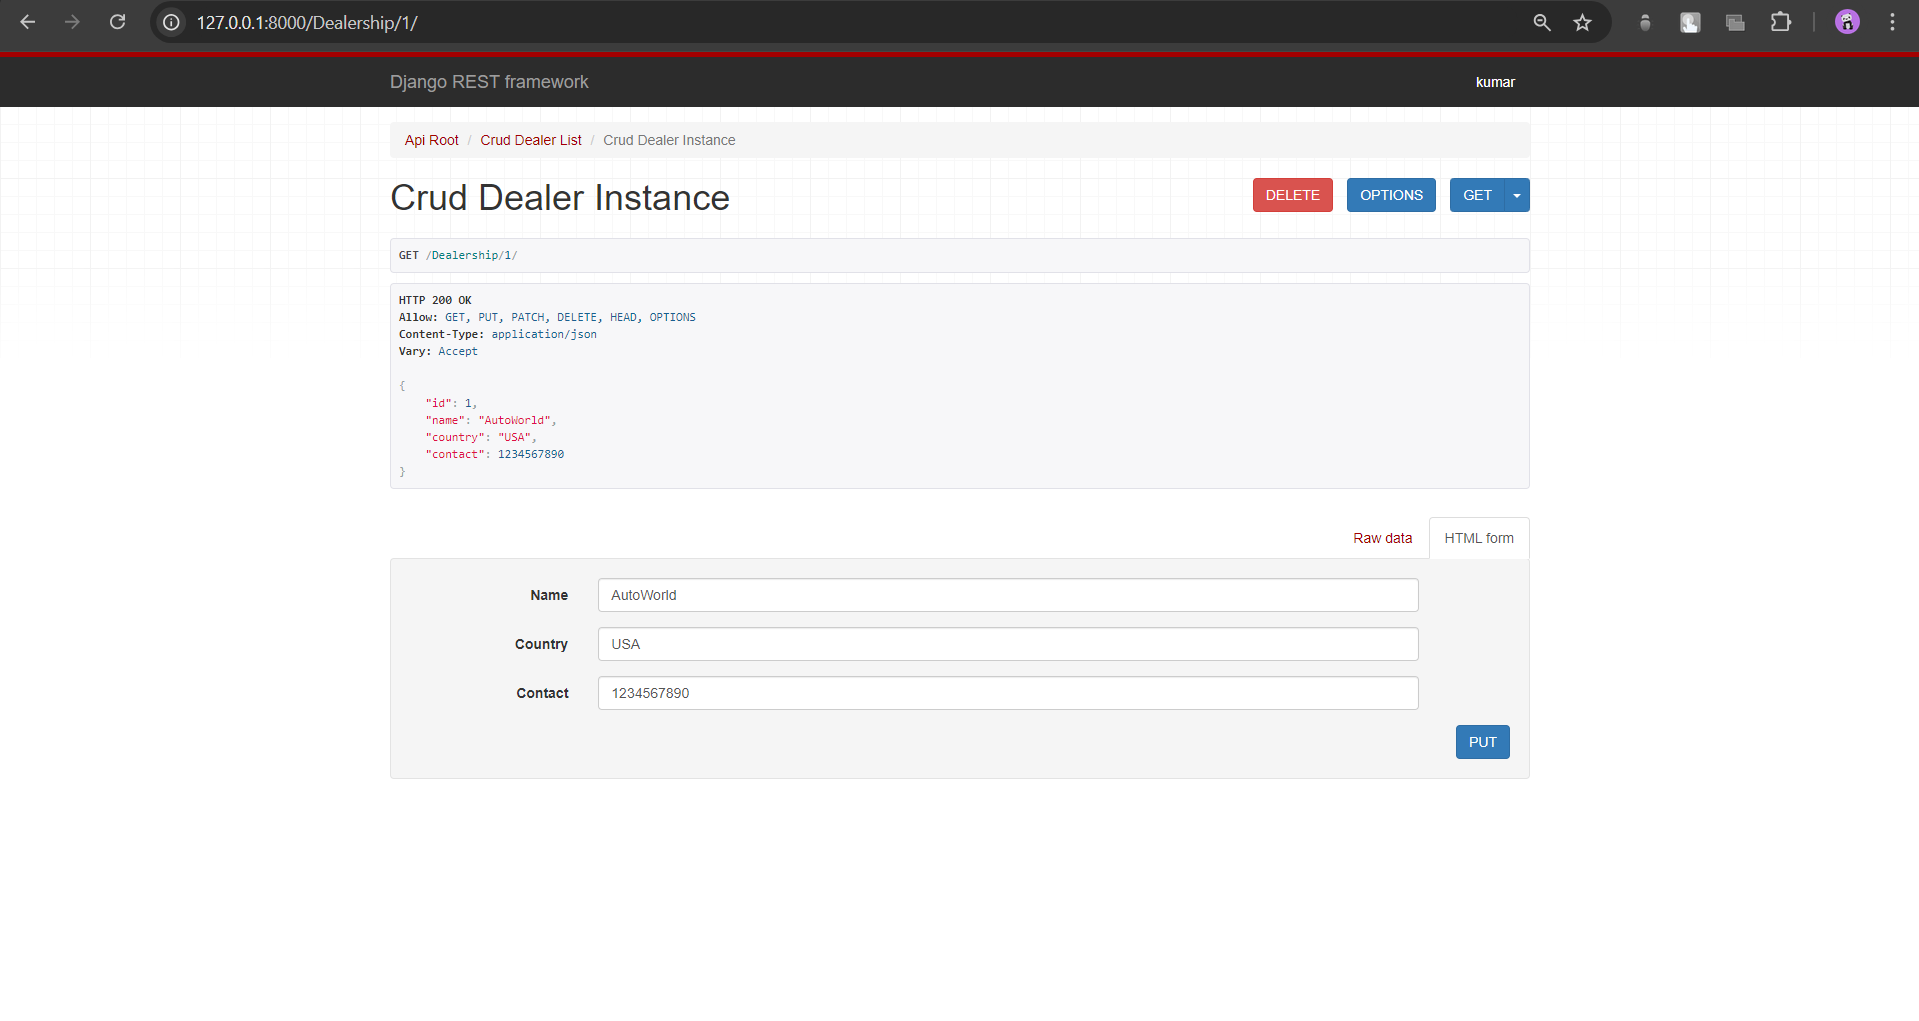 127.0.0.1:8000/Dealership/1/
Django REST framework
kumar
Api Root / Crud Dealer List / Crud Dealer Instance
Crud Dealer Instance
DELETE
OPTIONS
GET
GET /Dealership/1/
HTTP 200 OK
Allow: GET, PUT, PATCH, DELETE, HEAD, OPTIONS
Content-Type: application/json
Vary: Accept
{
    "id": 1,
    "name": "AutoWorld",
    "country": "USA",
    "contact": 1234567890
}
Raw data
HTML form
Name AutoWorld
Country USA
Contact 1234567890
PUT